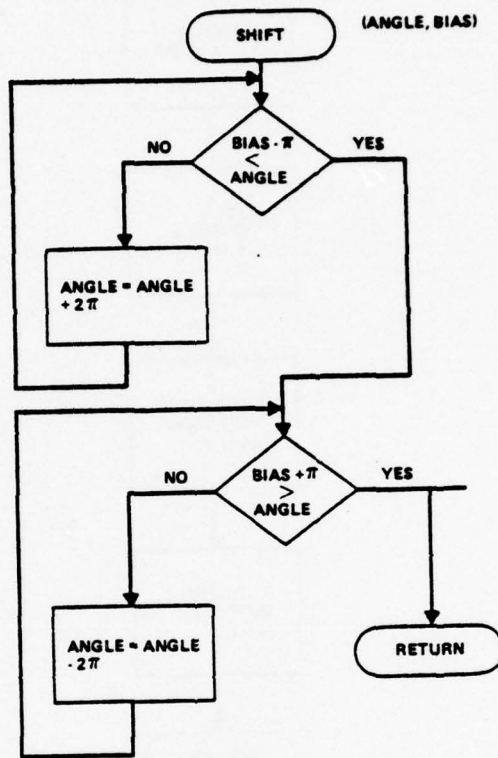 SHIFT
(ANGLE, BIAS)
NO
BIAS - π
<
ANGLE
YES
ANGLE = ANGLE
+ 2π
NO
BIAS + π
>
ANGLE
YES
ANGLE = ANGLE
- 2π
RETURN